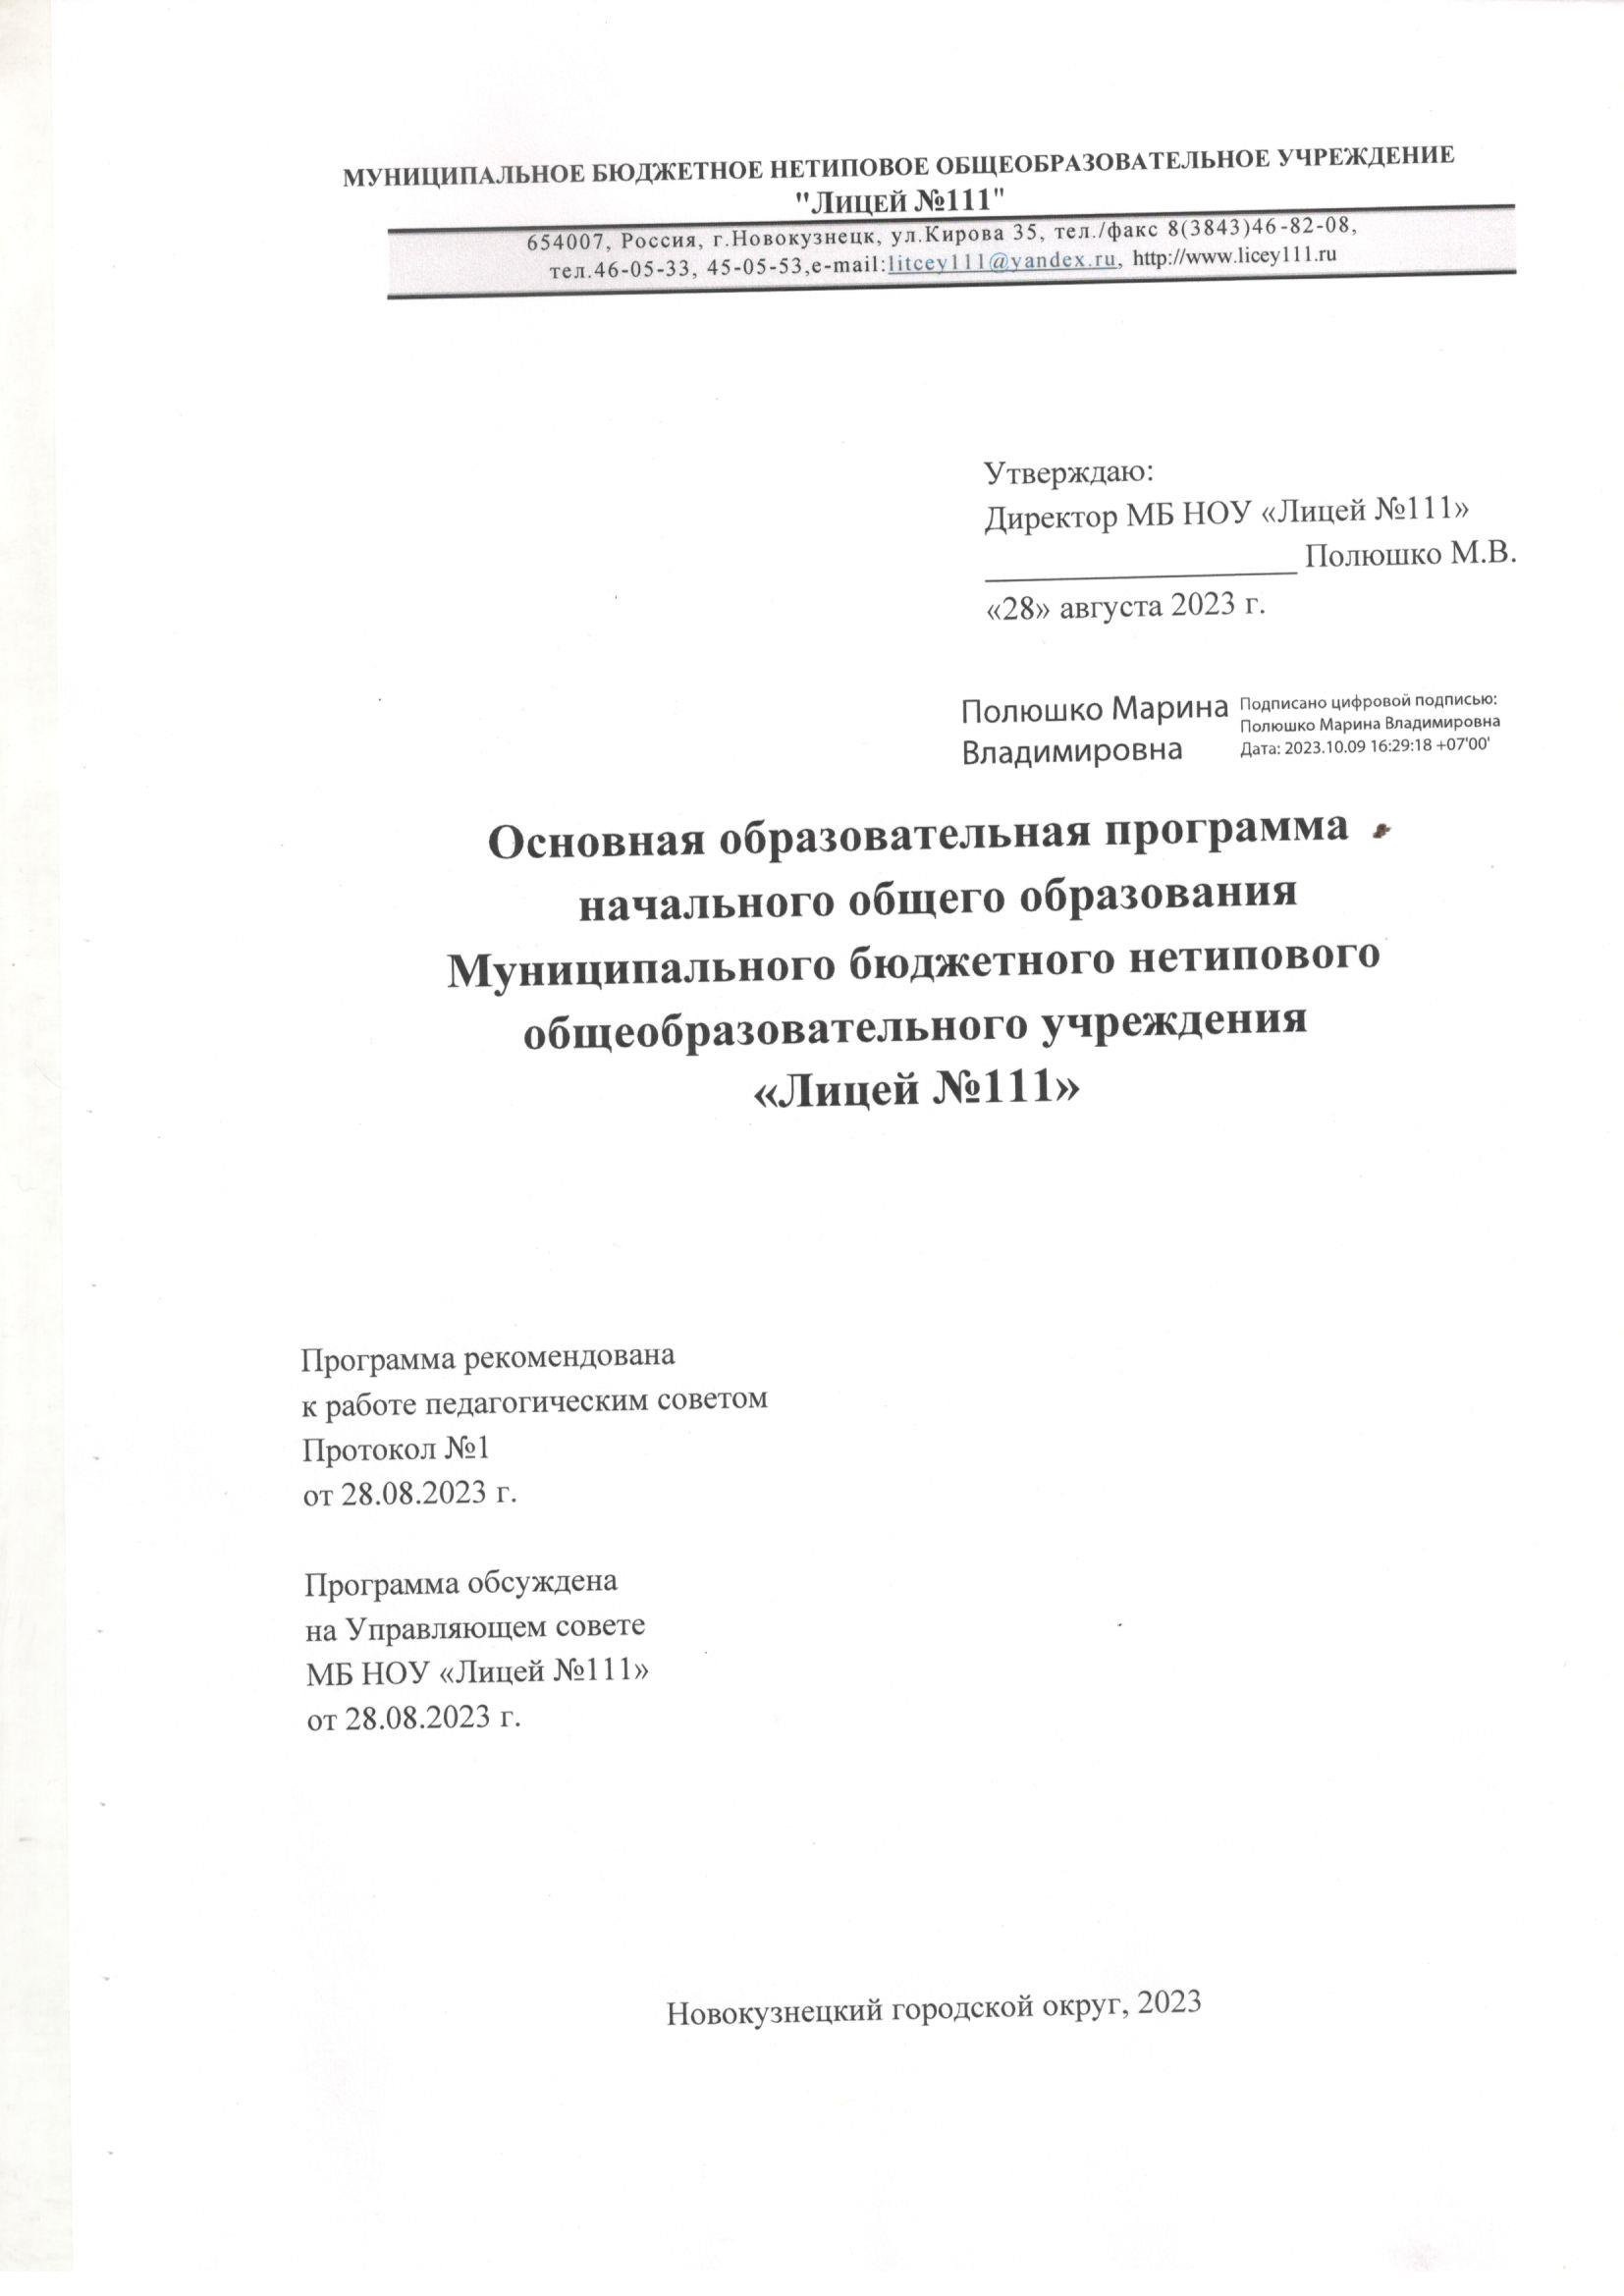 МУНИЦИПАЛЬНОЕ БЮДЖЕТНОЕ НЕТИПОВОЕ ОБЩЕОБРАЗОВАТЕЛЬНОЕ УЧРЕЖДЕНИЕ
"ЛИЦЕЙ №111"
654007, Россия, г.Новокузнецк, ул.Кирова 35, тел./факс 8(3843)46-82-08,
тел.46-05-33, 45-05-53,e-mail:litcey111@yandex.ru, http://www.licey111.ru
Утверждаю:
Директор МБ НОУ «Лицей №111»
____________________ Полюшко М.В.
«28» августа 2023 г.
Полюшко Марина
Владимировна
Подписано цифровой подписью:
Полюшко Марина Владимировна
Дата: 2023.10.09 16:29:18 +07'00'
Основная образовательная программа
начального общего образования
Муниципального бюджетного нетипового
общеобразовательного учреждения
«Лицей №111»
Программа рекомендована
к работе педагогическим советом
Протокол №1
от 28.08.2023 г.
Программа обсуждена
на Управляющем совете
МБ НОУ «Лицей №111»
от 28.08.2023 г.
Новокузнецкий городской округ, 2023